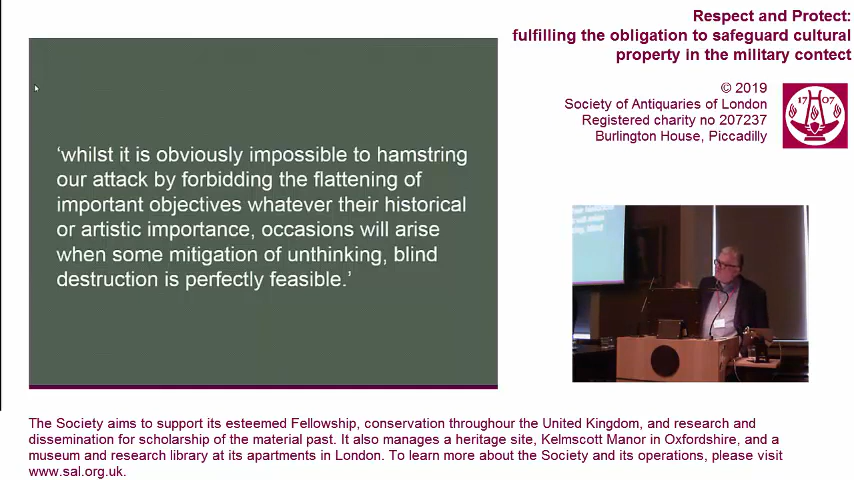 Respect and Protect:
fulfilling the obligation to safeguard cultural
property in the military contect
© 2019
Society of Antiquaries of London
Registered charity no 207237
Burlington House, Piccadilly
17 07
'whilst it is obviously impossible to hamstring
our attack by forbidding the flattening of
important objectives whatever their historical
or artistic importance, occasions will arise
when some mitigation of unthinking, blind
destruction is perfectly feasible.'
The Society aims to support its esteemed Fellowship, conservation throughour the United Kingdom, and research and
dissemination for scholarship of the material past. It also manages a heritage site, Kelmscott Manor in Oxfordshire, and a
museum and research library at its apartments in London. To learn more about the Society and its operations, please visit
www.sal.org.uk.